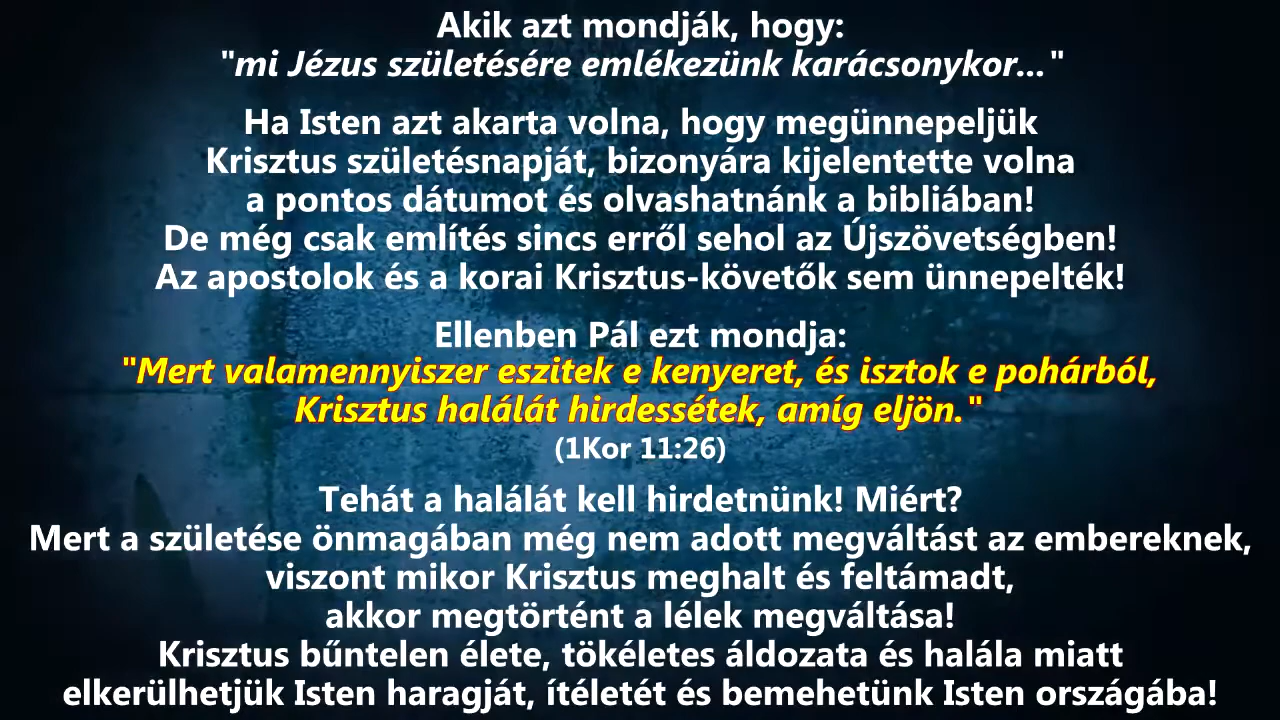 Akik azt mondják, hogy:
"mi Jézus születésére emlékezünk karácsonykor..."
Ha Isten azt akarta volna, hogy megünnepeljük
Krisztus születésnapját, bizonyára kijelentette volna
a pontos dátumot és olvashatnánk a bibliában!
De még csak említés sincs erről sehol az Újszövetségben!
Az apostolok és a korai Krisztus-követők sem ünnepelték!
Ellenben Pál ezt mondja:
"Mert valamennyiszer eszitek e kenyeret, és isztok e pohárból,
Krisztus halálát hirdessétek, amíg eljön."
(1Kor 11:26)
Tehát a halálát kell hirdetnünk! Miért?
Mert a születése önmagában még nem adott megváltást az embereknek,
viszont mikor Krisztus meghalt és feltámadt,
akkor megtörtént a lélek megváltása!
Krisztus bűntelen élete, tökéletes áldozata és halála miatt
elkerülhetjük Isten haragját, ítéletét és bemehetünk Isten országába!